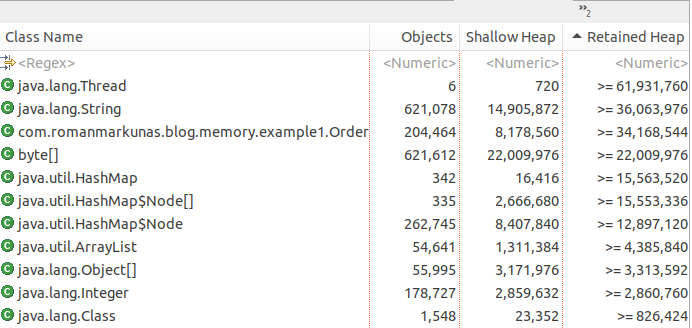 »2
Class Name Objects Shallow Heap Retained Heap
<Regex> <Numeric> <Numeric> <Numeric>
java.lang.Thread 6 720 >= 61,931,760
java.lang.String 621,078 14,905,872 >= 36,063,976
com.romanmarkunas.blog.memory.example1.Order 204,464 8,178,560 >= 34,168,544
byte[] 621,612 22,009,976 >= 22,009,976
java.util.HashMap 342 16,416 >= 15,563,520
java.util.HashMap$Node[] 335 2,666,680 >= 15,553,336
java.util.HashMap$Node 262,745 8,407,840 >= 12,897,120
java.util.ArrayList 54,641 1,311,384 >= 4,385,840
java.lang.Object[] 55,995 3,171,976 >= 3,313,592
java.lang.Integer 178,727 2,859,632 >= 2,860,760
java.lang.Class 1,548 23,352 >= 826,424